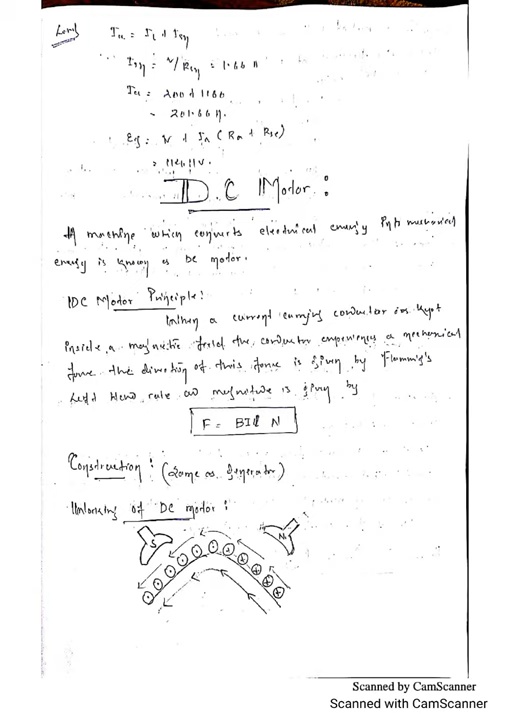 Ia = IL + Ish
Ish = V/Rsh = 1.66 A
Ia = 200 + 1.66
= 201.66 A.
Eg = V + Ia (Ra + Rse)
D.C Motor :
A machine which converts electrical energy into mechanical
energy is known as DC motor.
DC Motor Principle :
When a current carrying conductor is kept
inside a magnetic field the conductor experiences a mechanical
force the direction of this force is given by Flemming's
Left Hand rule and magnitude is given by
F = BIL N
Construction : (Same as generator)
Working of DC motor :
S N
Scanned by CamScanner
Scanned with CamScanner